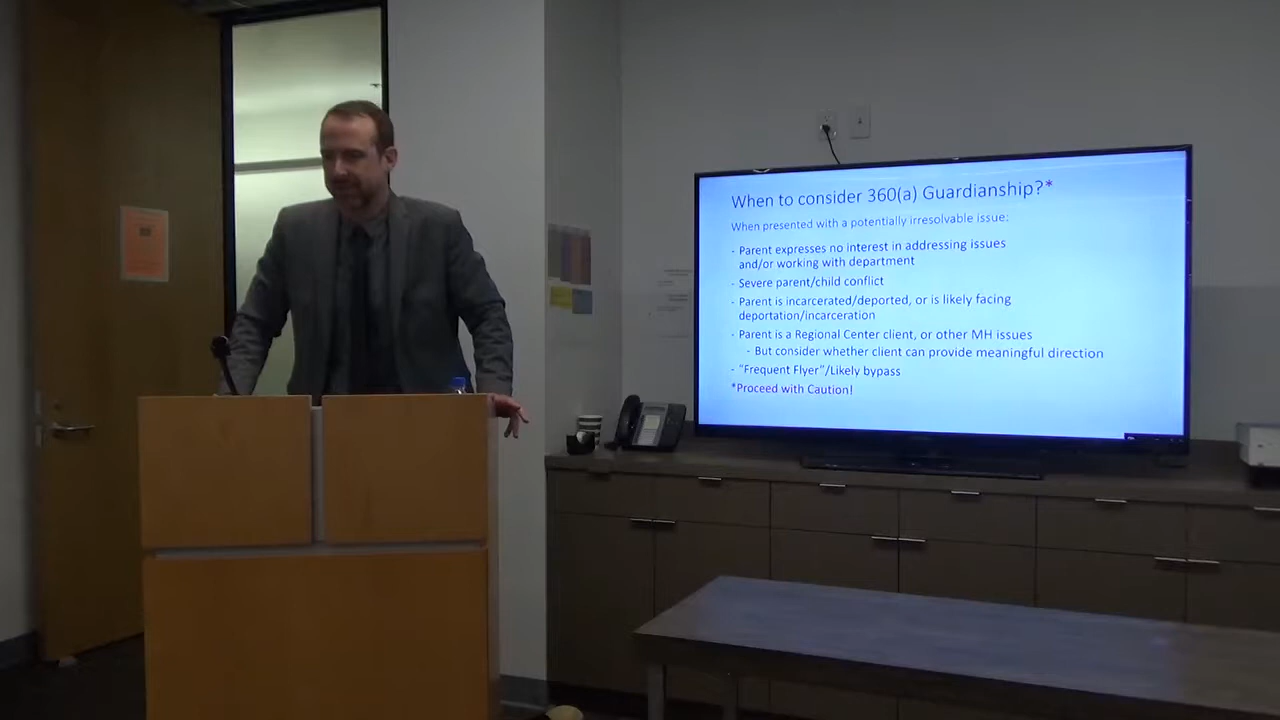 When to consider 360(a) Guardianship?*
When presented with a potentially irresolvable issue:
- Parent expresses no interest in addressing issues
and/or working with department
- Severe parent/child conflict
- Parent is incarcerated/deported, or is likely facing
deportation/incarceration
- Parent is a Regional Center client, or other MH issues
- But consider whether client can provide meaningful direction
- "Frequent Flyer"/Likely bypass
*Proceed with Caution!